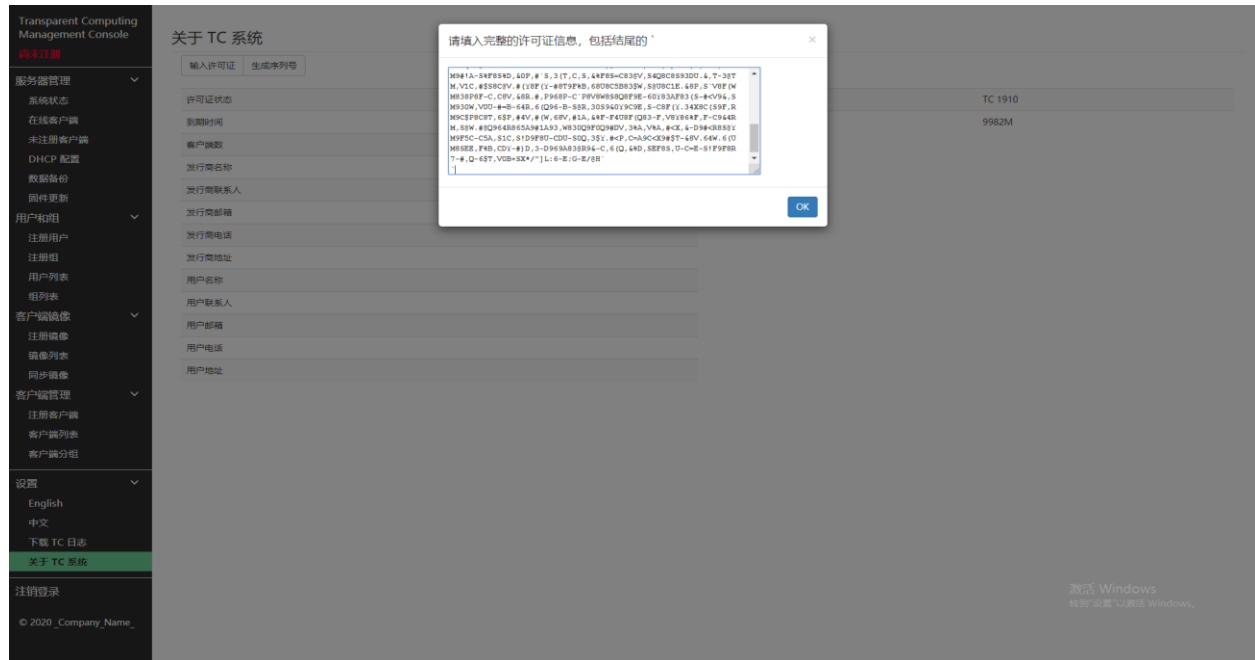 Transparent Computing
Management Console
尚未注册
服务器管理
系统状态
在线客户端
未注册客户端
DHCP 配置
数据备份
固件更新
用户和组
注册用户
注册组
用户列表
组列表
客户端镜像
注册镜像
镜像列表
同步镜像
客户端管理
注册客户端
客户端列表
客户端分组
设置
English
中文
下载 TC 日志
关于 TC 系统
注销登录
© 2020 _Company_Name_
关于 TC 系统
输入许可证 生成序列号
许可证状态
到期时间
客户端数
发行商名称
发行商联系人
发行商邮箱
发行商电话
发行商地址
用户名称
用户联系人
用户邮箱
用户电话
用户地址
请填入完整的许可证信息，包括结尾的 `
×
OK
TC 1910
9982M
激活 Windows
转到"设置"以激活 Windows。